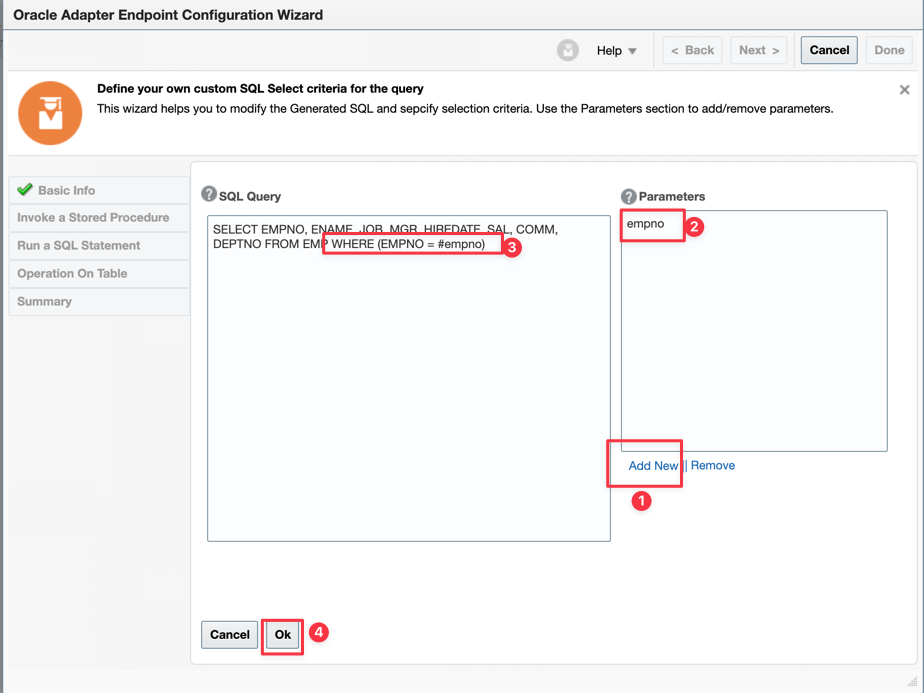 Oracle Adapter Endpoint Configuration Wizard
Help
< Back
Next >
Cancel
Done
Define your own custom SQL Select criteria for the query
This wizard helps you to modify the Generated SQL and sepcify selection criteria. Use the Parameters section to add/remove parameters.
Basic Info
Invoke a Stored Procedure
Run a SQL Statement
Operation On Table
Summary
SQL Query
SELECT EMPNO, ENAME, JOB, MGR, HIREDATE, SAL, COMM,
DEPTNO FROM EMP WHERE (EMPNO = #empno)
3
Parameters
empno
2
Add New || Remove
1
Cancel
Ok
4